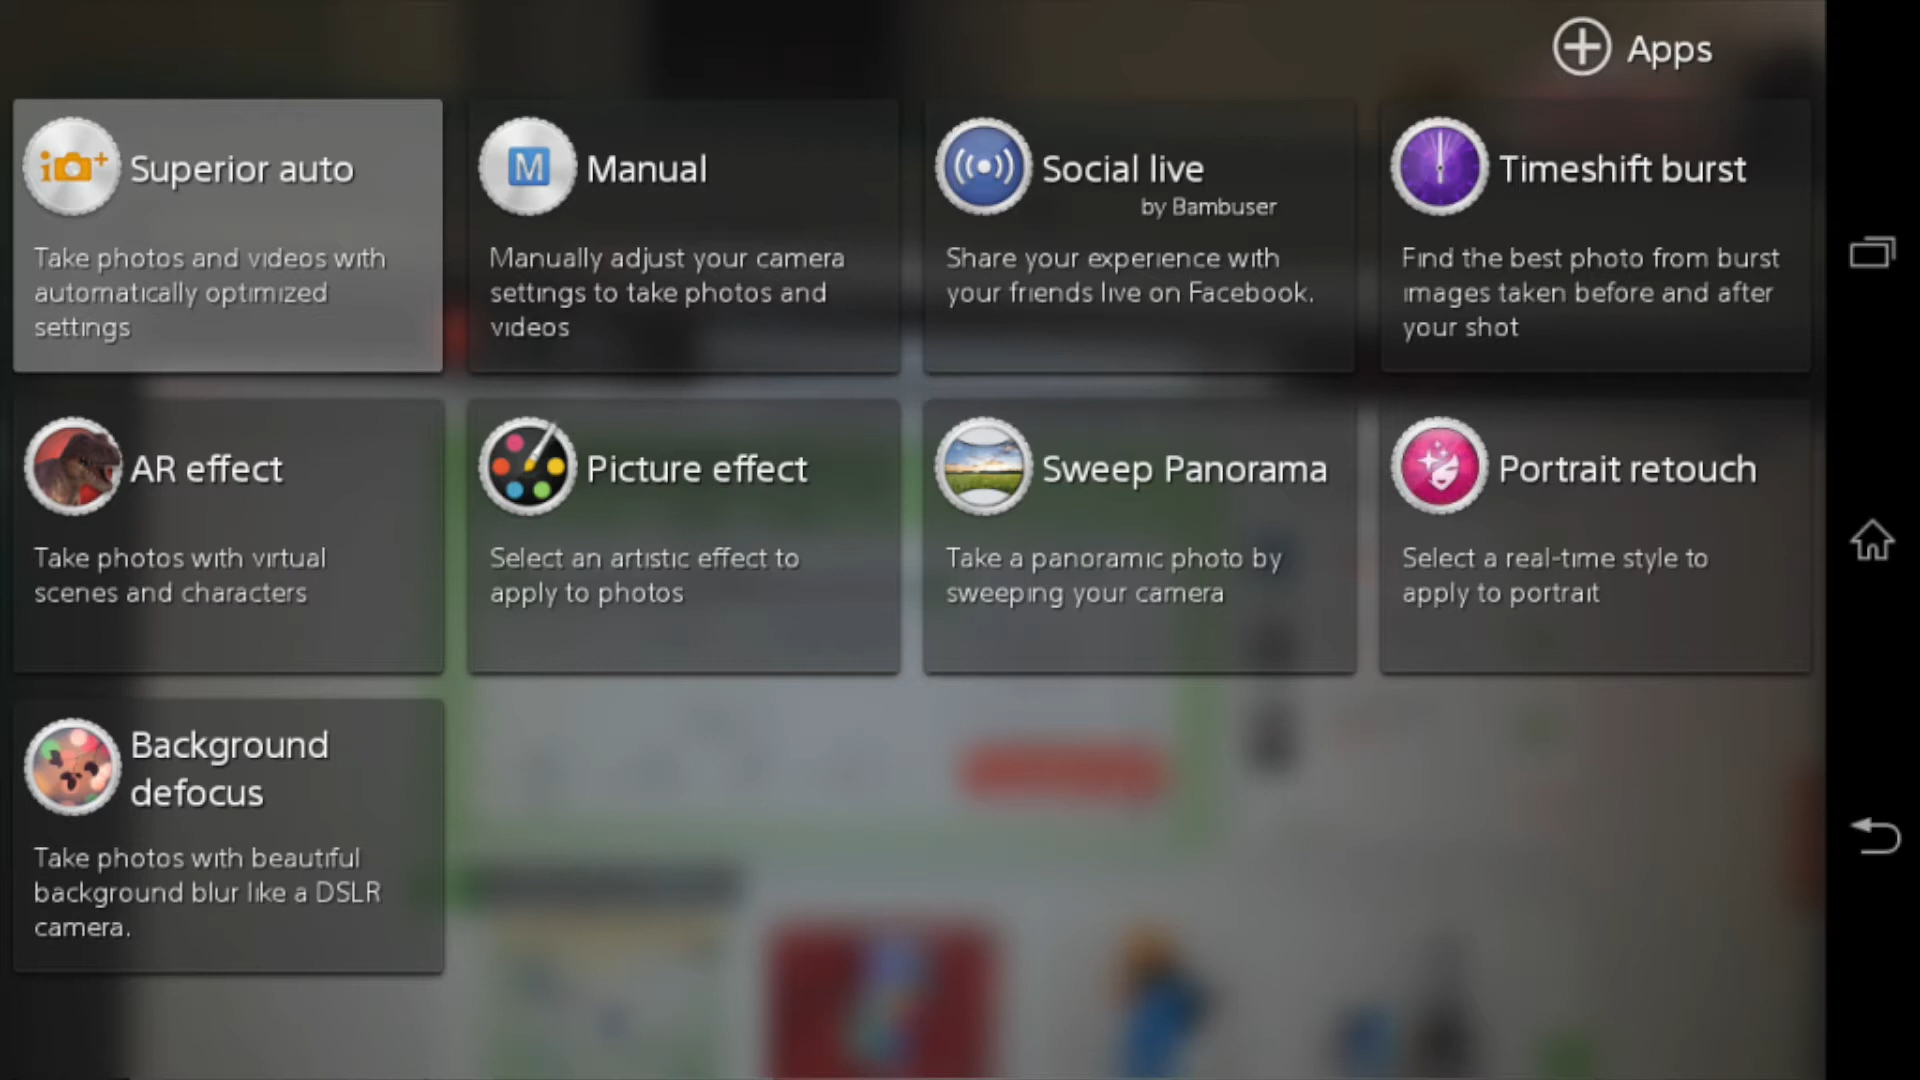 Apps
Superior auto
Take photos and videos with
automatically optimized
settings
M
Manual
Manually adjust your camera
settings to take photos and
videos
Social live
by Bambuser
Share your experience with
your friends live on Facebook.
Timeshift burst
Find the best photo from burst
images taken before and after
your shot
AR effect
Take photos with virtual
scenes and characters
Picture effect
Select an artistic effect to
apply to photos
Sweep Panorama
Take a panoramic photo by
sweeping your camera
Portrait retouch
Select a real-time style to
apply to portrait
Background
defocus
Take photos with beautiful
background blur like a DSLR
camera.